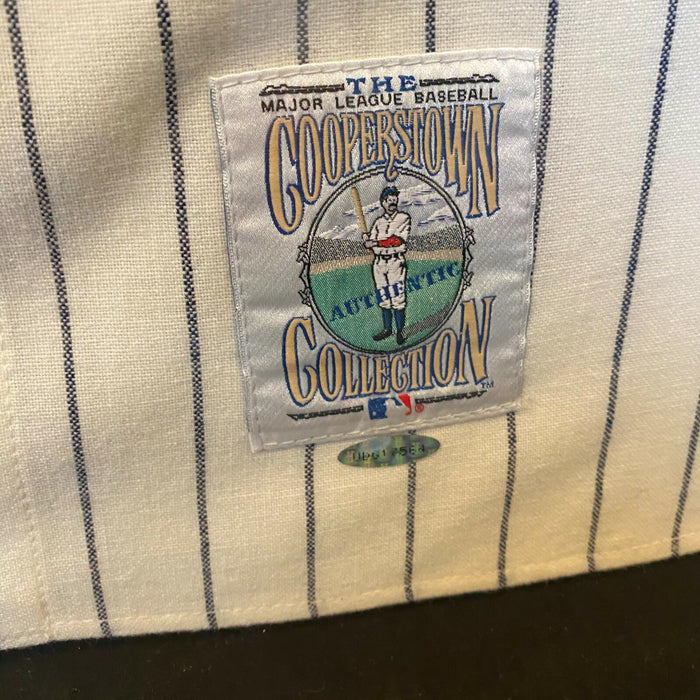 THE
MAJOR LEAGUE BASEBALL
COOPERSTOWN
AUTHENTIC
COLLECTION
TM
®